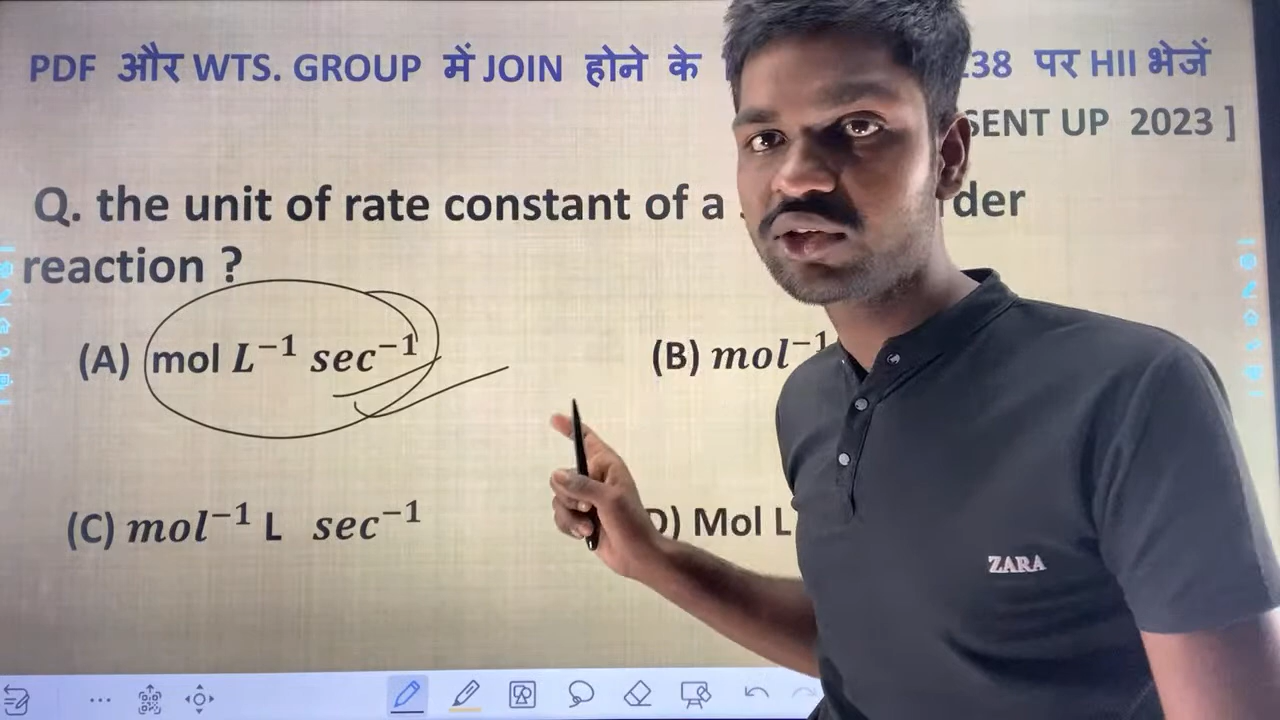 PDF और WTS. GROUP में JOIN होने के 38 पर HII भेजें
SENT UP 2023 ]
Q. the unit of rate constant of a der
reaction ?
(A) mol L⁻¹ sec⁻¹
(B) mol⁻¹
(C) mol⁻¹ L sec⁻¹
D) Mol L
ZARA